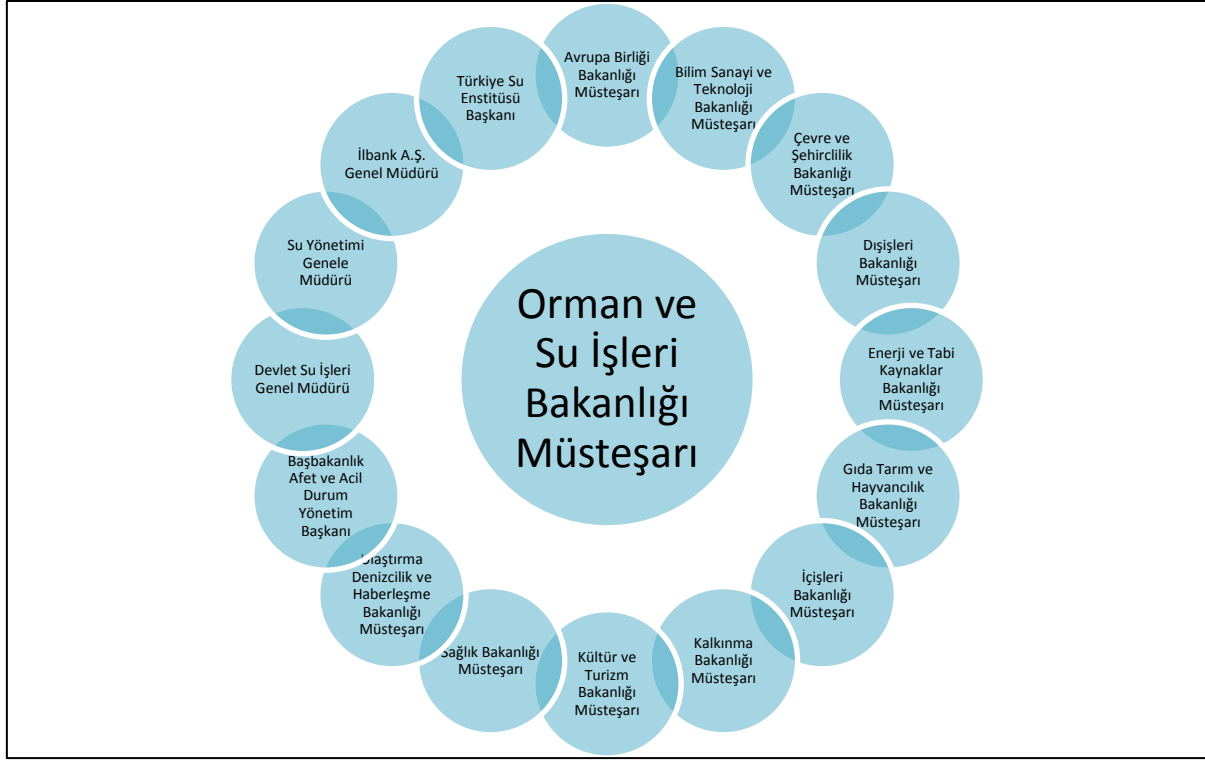 Avrupa Birliği
Bakanlığı
Müsteşarı
Bilim Sanayi ve
Teknoloji
Bakanlığı
Müsteşarı
Çevre ve
Şehirclilik
Bakanlığı
Müsteşarı
Dışişleri
Bakanlığı
Müsteşarı
Enerji ve Tabi
Kaynaklar
Bakanlığı
Müsteşarı
Gıda Tarım ve
Hayvancılık
Bakanlığı
Müsteşarı
İçişleri
Bakanlığı
Müsteşarı
Kalkınma
Bakanlığı
Müsteşarı
Kültür ve
Turizm
Bakanlığı
Müsteşarı
Sağlık Bakanlığı
Müsteşarı
Ulaştırma
Denizcilik ve
Haberleşme
Bakanlığı
Müsteşarı
Başbakanlık
Afet ve Acil
Durum
Yönetim
Başkanı
Devlet Su İşleri
Genel Müdürü
Su Yönetimi
Genele
Müdürü
İlbank A.Ş.
Genel Müdürü
Türkiye Su
Enstitüsü
Başkanı
Orman ve
Su İşleri
Bakanlığı
Müsteşarı